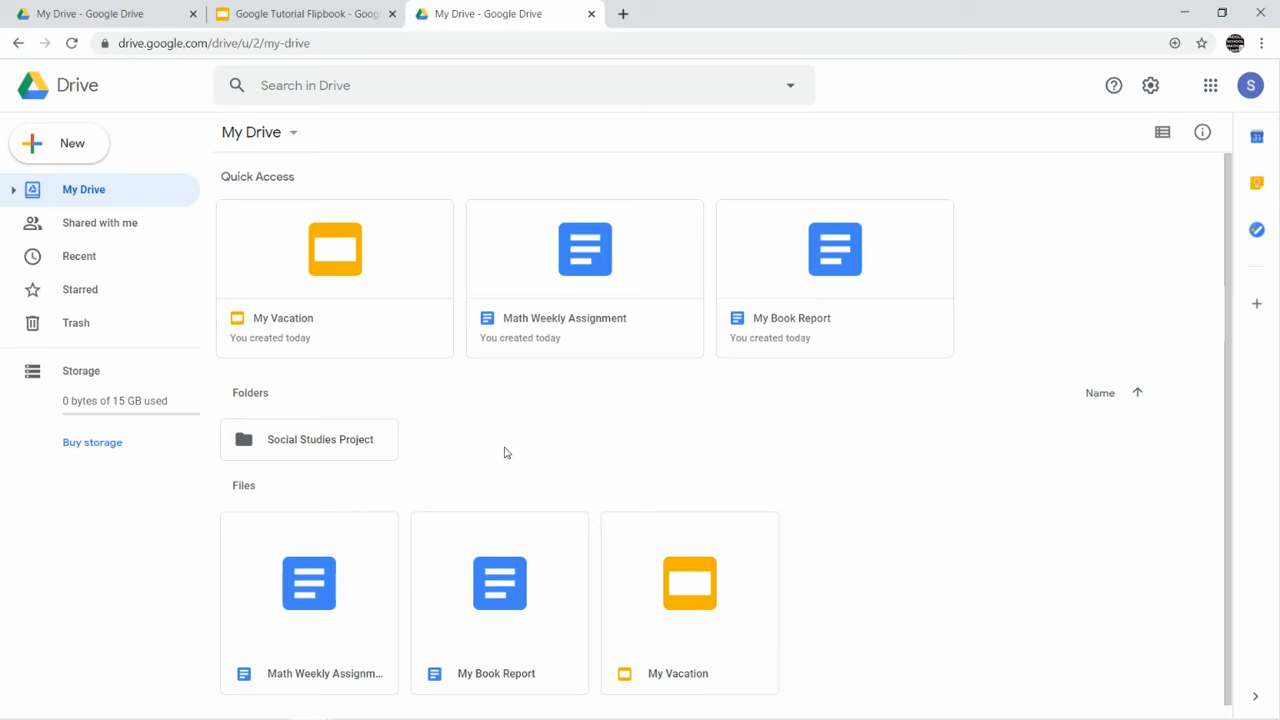 My Drive - Google Drive
Google Tutorial Flipbook - Goog
My Drive - Google Drive
drive.google.com/drive/u/2/my-drive
Drive
Search in Drive
S
New
My Drive
31
My Drive
Shared with me
Recent
Starred
Trash
Storage
0 bytes of 15 GB used
Buy storage
Quick Access
My Vacation
You created today
Math Weekly Assignment
You created today
My Book Report
You created today
Folders
Name
Social Studies Project
Files
Math Weekly Assignm...
My Book Report
My Vacation